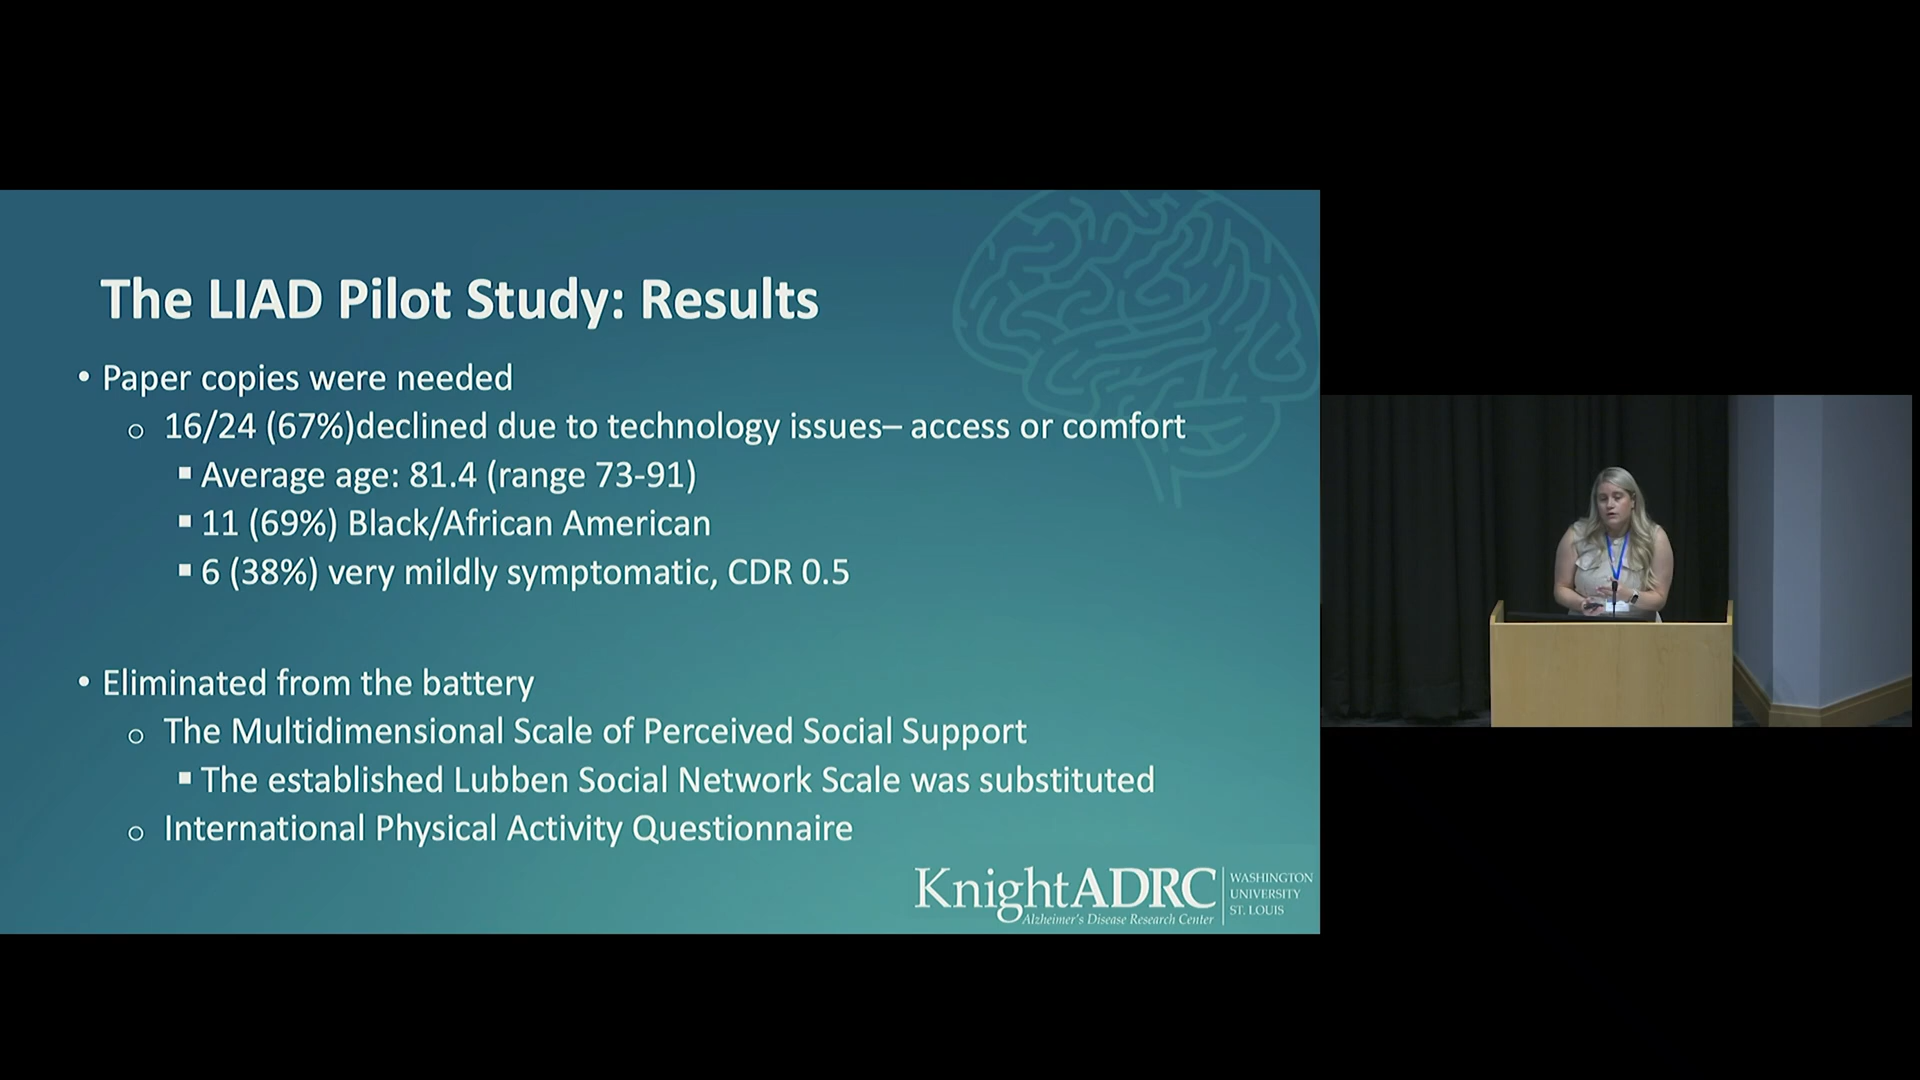 The LIAD Pilot Study: Results
• Paper copies were needed
o 16/24 (67%)declined due to technology issues– access or comfort
▪ Average age: 81.4 (range 73-91)
▪ 11 (69%) Black/African American
▪ 6 (38%) very mildly symptomatic, CDR 0.5
• Eliminated from the battery
o The Multidimensional Scale of Perceived Social Support
▪ The established Lubben Social Network Scale was substituted
o International Physical Activity Questionnaire
KnightADRC
Alzheimer's Disease Research Center
WASHINGTON
UNIVERSITY
ST. LOUIS